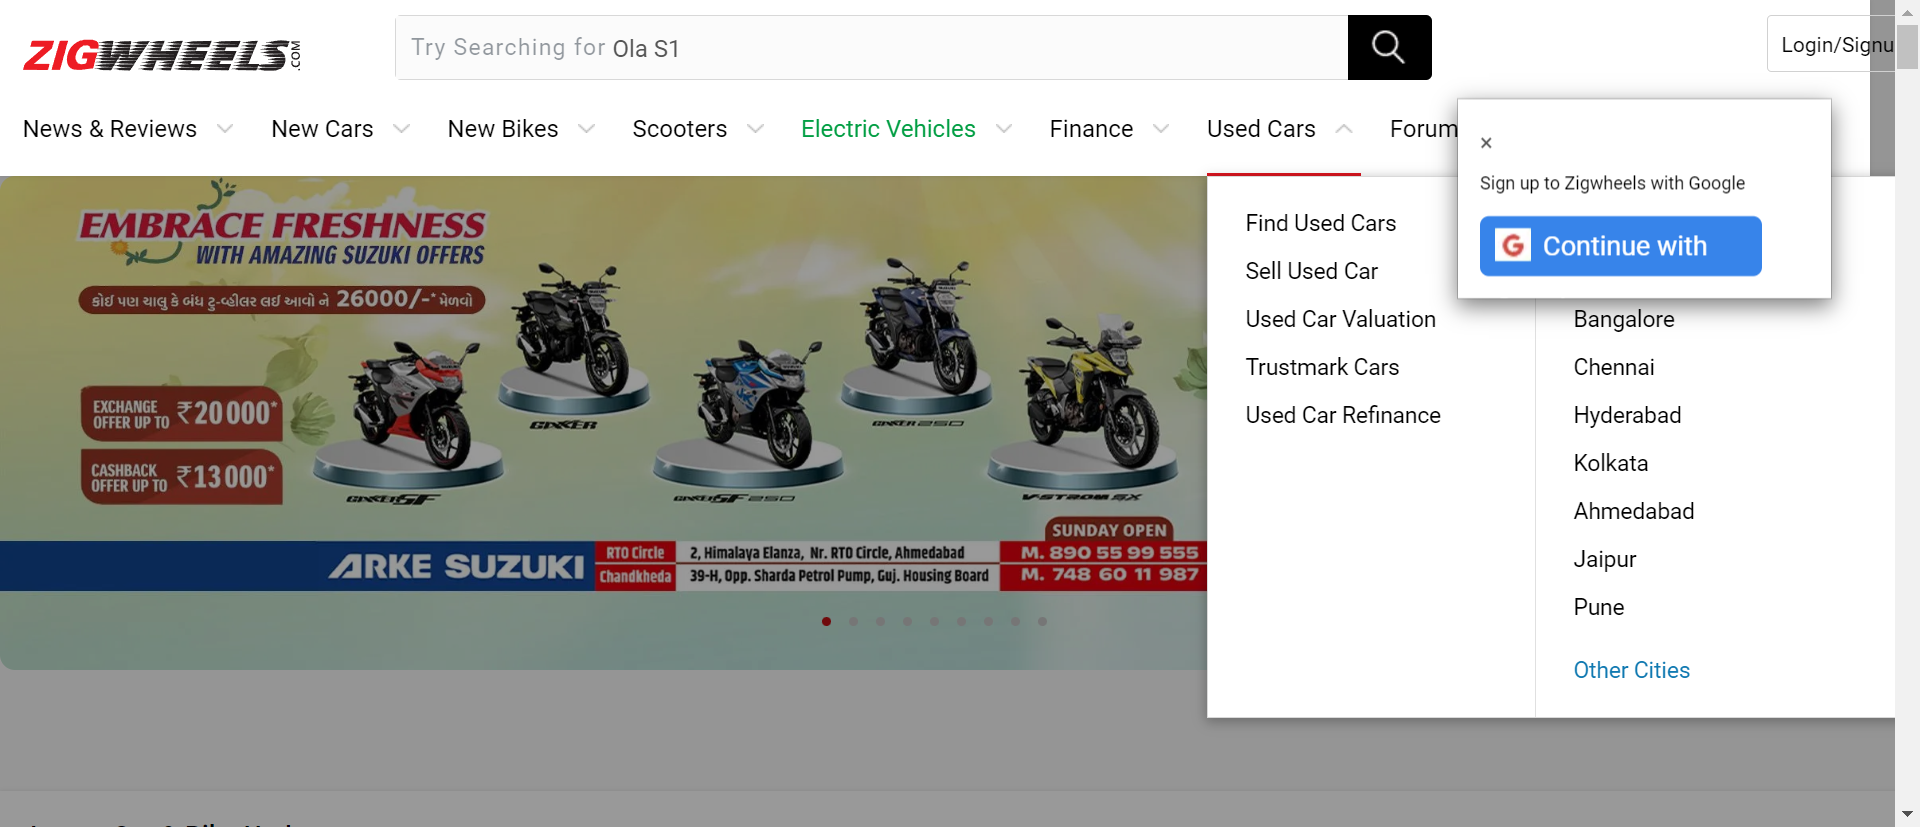 ZIGWHEELS.COM
Try Searching for Ola S1
Login/Signu
News & Reviews
New Cars
New Bikes
Scooters
Electric Vehicles
Finance
Used Cars
Forum
×
Sign up to Zigwheels with Google
G Continue with
EMBRACE FRESHNESS
WITH AMAZING SUZUKI OFFERS
કોઈ પણ ચાલુ કે બંધ ટુ-વ્હીલર લઈ આવો ને 26000/-* મેળવો
EXCHANGE
OFFER UP TO ₹20 000*
CASHBACK
OFFER UP TO ₹13 000*
GIXXER
GIXXER 250
GIXXER SF
GIXXER SF 250
V-STROM SX
SUNDAY OPEN
ARKE SUZUKI
RTO Circle
2, Himalaya Elanza, Nr. RTO Circle, Ahmedabad
M. 890 55 99 555
Chandkheda
39-H, Opp. Sharda Petrol Pump, Guj. Housing Board
M. 748 60 11 987
Find Used Cars
Sell Used Car
Used Car Valuation
Trustmark Cars
Used Car Refinance
Bangalore
Chennai
Hyderabad
Kolkata
Ahmedabad
Jaipur
Pune
Other Cities